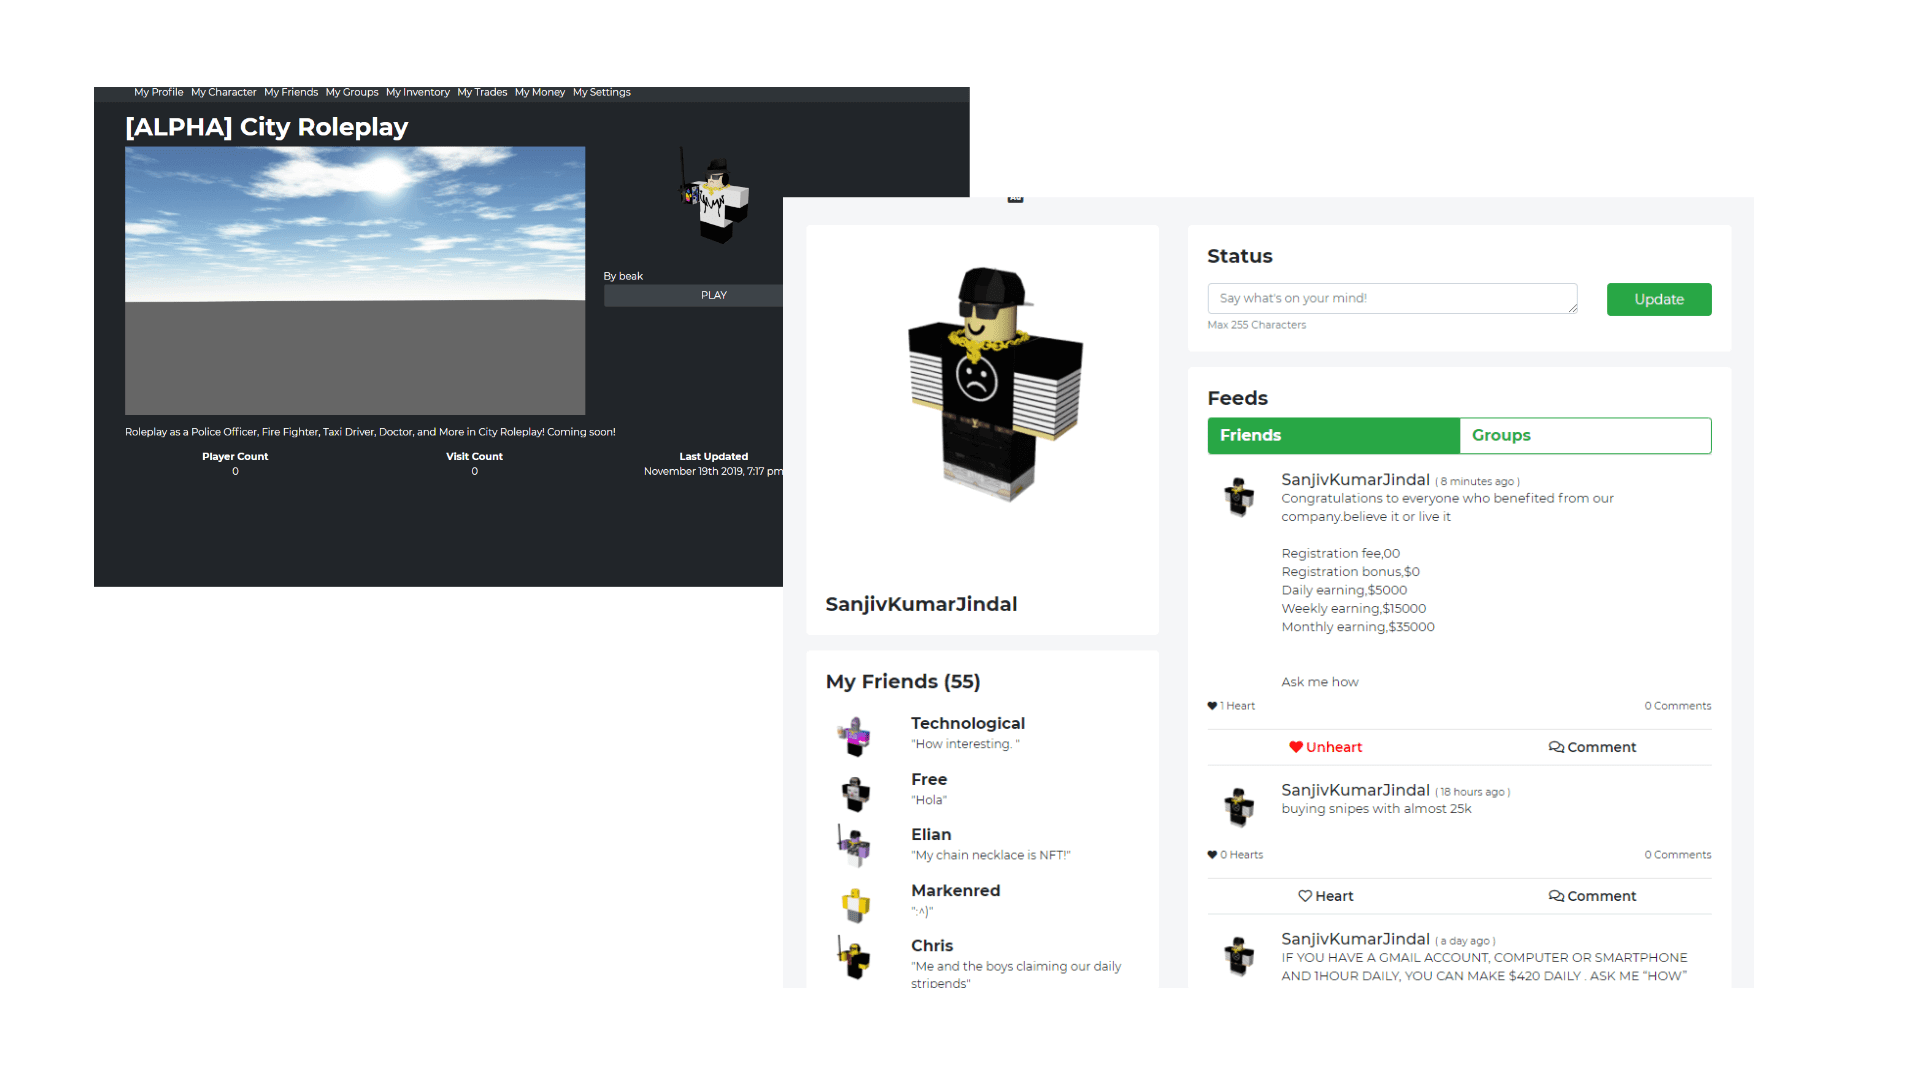 My Profile My Character My Friends My Groups My Inventory My Trades My Money My Settings
[ALPHA] City Roleplay
By beak
PLAY
Roleplay as a Police Officer, Fire Fighter, Taxi Driver, Doctor, and More in City Roleplay! Coming soon!
Player Count
0
Visit Count
0
Last Updated
November 19th 2019, 7:17 pm
SanjivKumarJindal
My Friends (55)
Technological
"How interesting. "
Free
"Hola"
Elian
"My chain necklace is NFT!"
Markenred
":^)"
Chris
"Me and the boys claiming our daily
stripends"
Status
Say what's on your mind!
Update
Max 255 Characters
Feeds
Friends
Groups
SanjivKumarJindal ( 8 minutes ago )
Congratulations to everyone who benefited from our
company.believe it or live it
Registration fee,00
Registration bonus,$0
Daily earning,$5000
Weekly earning,$15000
Monthly earning,$35000
Ask me how
1 Heart
0 Comments
Unheart
Comment
SanjivKumarJindal ( 18 hours ago )
buying snipes with almost 25k
0 Hearts
0 Comments
Heart
Comment
SanjivKumarJindal ( a day ago )
IF YOU HAVE A GMAIL ACCOUNT, COMPUTER OR SMARTPHONE
AND 1HOUR DAILY, YOU CAN MAKE $420 DAILY . ASK ME “HOW”